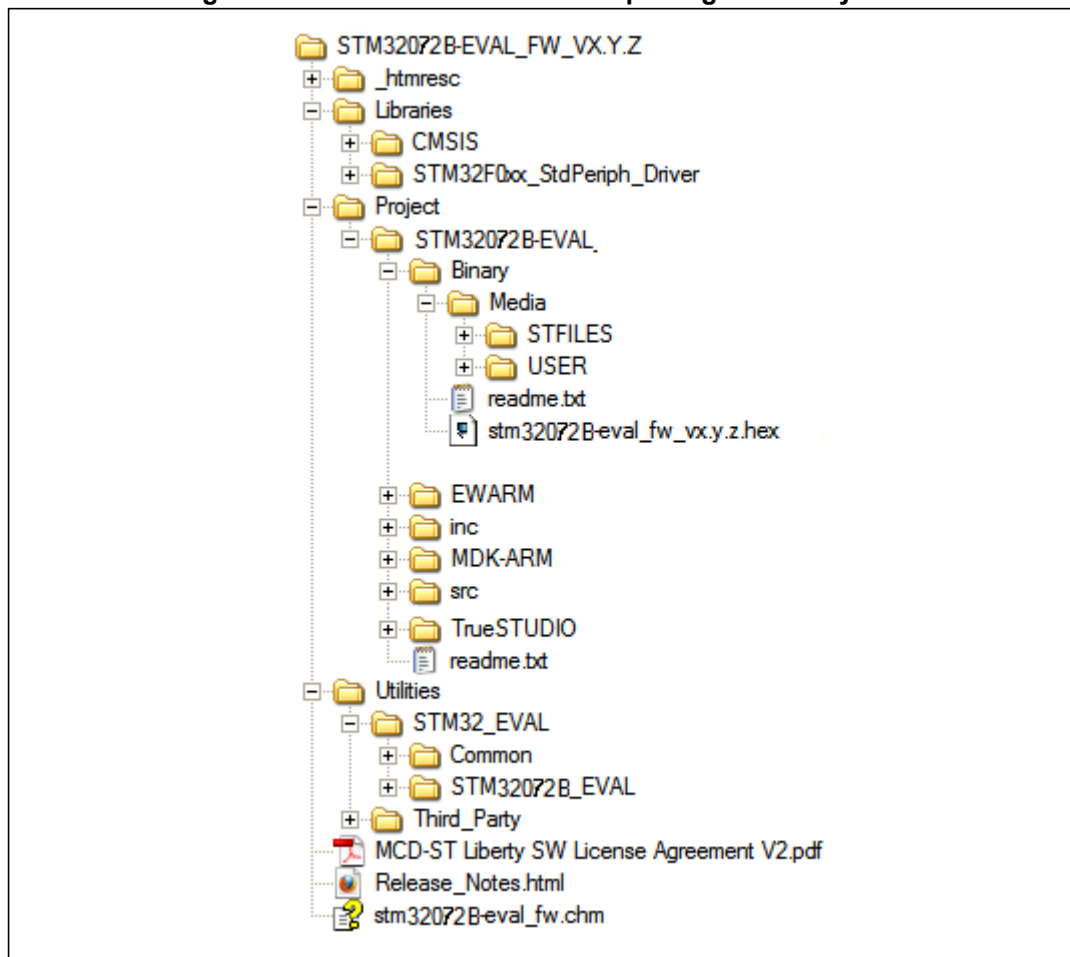 STM32072B-EVAL_FW_VX.Y.Z
_htmresc
Libraries
CMSIS
STM32F0xx_StdPeriph_Driver
Project
STM32072B-EVAL_
Binary
Media
STFILES
USER
readme.txt
stm32072B-eval_fw_vx.y.z.hex
EWARM
inc
MDK-ARM
src
TrueSTUDIO
readme.txt
Utilities
STM32_EVAL
Common
STM32072B_EVAL
Third_Party
MCD-ST Liberty SW License Agreement V2.pdf
Release_Notes.html
stm32072B-eval_fw.chm